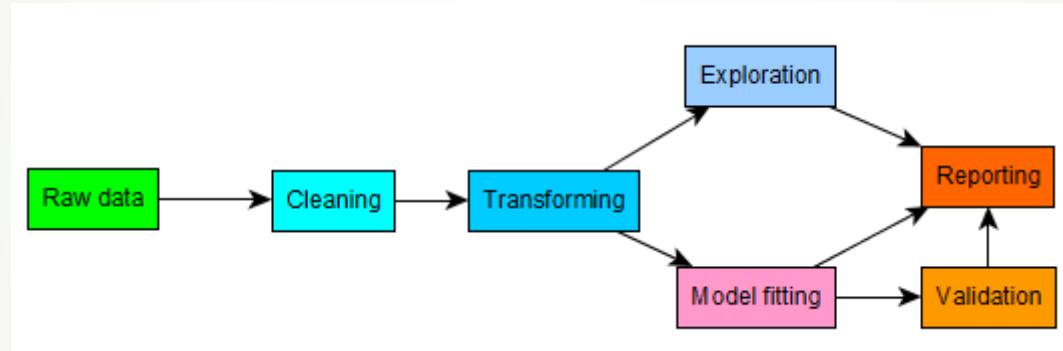 Exploration
Reporting
Raw data
Cleaning
Transforming
Model fitting
Validation